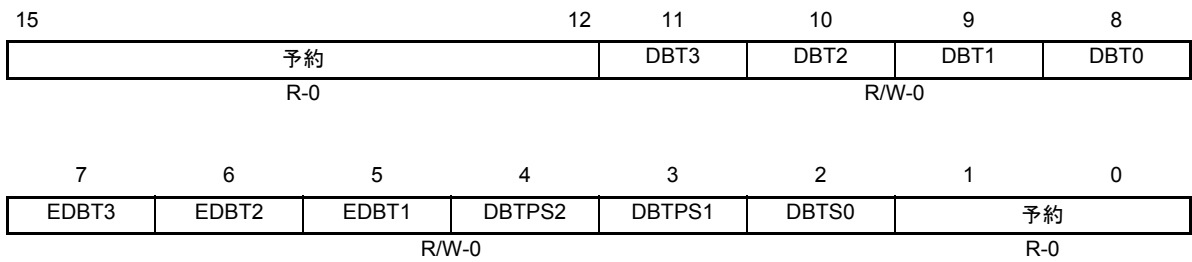 15 12 11 10 9 8
予約 DBT3 DBT2 DBT1 DBT0
R-0 R/W-0
7 6 5 4 3 2 1 0
EDBT3 EDBT2 EDBT1 DBTPS2 DBTPS1 DBTS0 予約
R/W-0 R-0